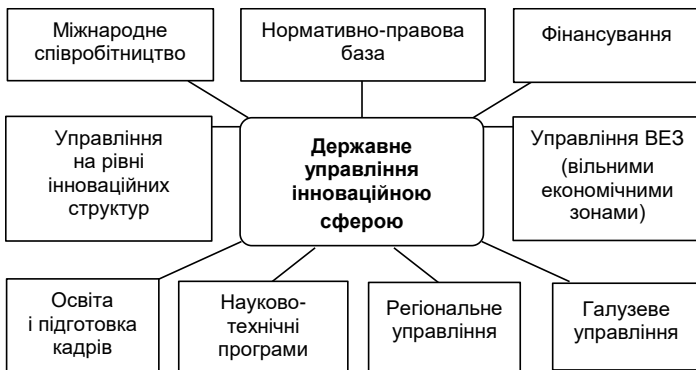 Міжнародне
співробітництво
Нормативно-правова
база
Фінансування
Управління
на рівні
інноваційних
структур
Державне
управління
інноваційною
сферою
Управління ВЕЗ
(вільними
економічними
зонами)
Освіта
і підготовка
кадрів
Науково-
технічні
програми
Регіональне
управління
Галузеве
управління